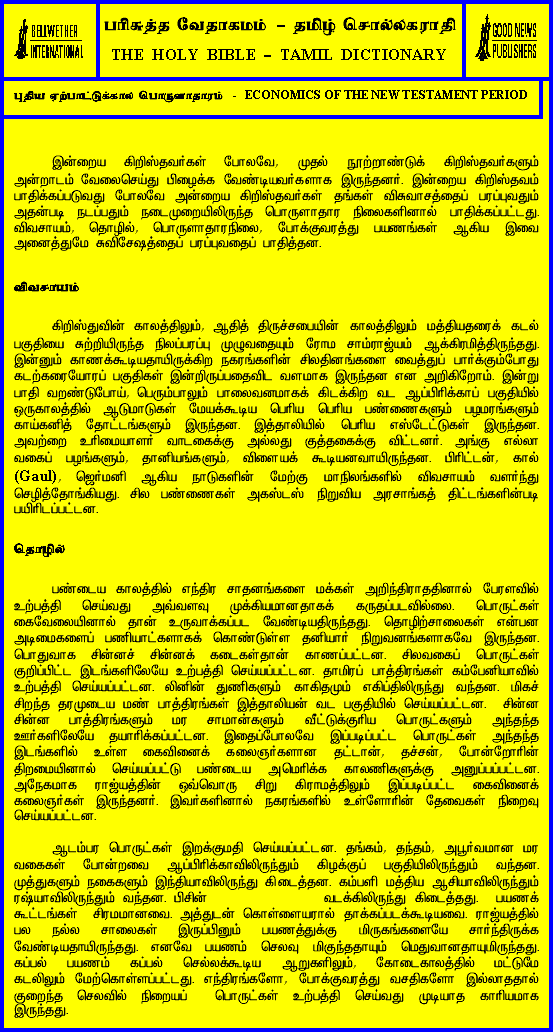 BELLWETHER
INTERNATIONAL
பரிசுத்த வேதாகமம் – தமிழ் சொல்லகராதி
THE HOLY BIBLE – TAMIL DICTIONARY
GOOD NEWS
PUBLISHERS
புதிய ஏற்பாட்டுக்கால பொருளாதாரம் - ECONOMICS OF THE NEW TESTAMENT PERIOD
இன்றைய கிறிஸ்தவர்கள் போலவே, முதல் நூற்றாண்டுக் கிறிஸ்தவர்களும்
அன்றாடம் வேலைசெய்து பிழைக்க வேண்டியவர்களாக இருந்தனர். இன்றைய கிறிஸ்தவம்
பாதிக்கப்படுவது போலவே அன்றைய கிறிஸ்தவர்கள் தங்கள் விசுவாசத்தைப் பரப்புவதும்
அதன்படி நடப்பதும் நடைமுறையிலிருந்த பொருளாதார நிலைகளினால் பாதிக்கப்பட்டது.
விவசாயம், தொழில், பொருளாதாரநிலை, போக்குவரத்து பயணங்கள் ஆகிய இவை
அனைத்துமே சுவிசேஷத்தைப் பரப்புவதைப் பாதித்தன.
விவசாயம்
கிறிஸ்துவின் காலத்திலும், ஆதித் திருச்சபையின் காலத்திலும் மத்தியதரைக் கடல்
பகுதியை சுற்றியிருந்த நிலப்பரப்பு முழுவதையும் ரோம சாம்ராஜ்யம் ஆக்கிரமித்திருந்தது.
இன்னும் காணக்கூடியதாயிருக்கிற நகரங்களின் சிலதினங்களை வைத்துப் பார்க்கும்போது
கடற்கரையோரப் பகுதிகள் இன்றிருப்பதைவிட வளமாக இருந்தன என அறிகிறோம். இன்று
பாதி வறண்டுபோய், பெரும்பாலும் பாலைவனமாகக் கிடக்கிற வட ஆப்பிரிக்காப் பகுதியில்
ஒருகாலத்தில் ஆடுமாடுகள் மேயக்கூடிய பெரிய பெரிய பண்ணைகளும் பழமரங்களும்
காய்கனித் தோட்டங்களும் இருந்தன. இத்தாலியில் பெரிய எஸ்டேட்டுகள் இருந்தன.
அவற்றை உரிமையாளர் வாடகைக்கு அல்லது குத்தகைக்கு விட்டனர். அங்கு எல்லா
வகைப் பழங்களும், தானியங்களும், விளையக் கூடியனவாயிருந்தன. பிரிட்டன், கால்
(Gaul), ஜெர்மனி ஆகிய நாடுகளின் மேற்கு மாநிலங்களில் விவசாயம் வளர்ந்து
செழித்தோங்கியது. சில பண்ணைகள் அகஸ்டஸ் நிறுவிய அரசாங்கத் திட்டங்களின்படி
பயிரிடப்பட்டன.
தொழில்
பண்டைய காலத்தில் எந்திர சாதனங்களை மக்கள் அறிந்திராததினால் பேரளவில்
உற்பத்தி செய்வது அவ்வளவு முக்கியமானதாகக் கருதப்படவில்லை. பொருட்கள்
கைவேலையினால் தான் உருவாக்கப்பட வேண்டியதிருந்தது. தொழிற்சாலைகள் என்பன
அடிமைகளைப் பணியாட்களாகக் கொண்டுள்ள தனியார் நிறுவனங்களாகவே இருந்தன.
பொதுவாக சின்னச் சின்னக் கடைகள்தான் காணப்பட்டன. சிலவகைப் பொருட்கள்
குறிப்பிட்ட இடங்களிலேயே உற்பத்தி செய்யப்பட்டன. தாமிரப் பாத்திரங்கள் கம்பேனியாவில்
உற்பத்தி செய்யப்பட்டன. லினின் துணிகளும் காகிதமும் எகிப்திலிருந்து வந்தன. மிகச்
சிறந்த தரமுடைய மண் பாத்திரங்கள் இத்தாலியன் வட பகுதியில் செய்யப்பட்டன. சின்ன
சின்ன பாத்திரங்களும் மர சாமான்களும் வீட்டுக்குரிய பொருட்களும் அந்தந்த
ஊர்களிலேயே தயாரிக்கப்பட்டன. இதைப்போலவே இப்படிப்பட்ட பொருட்கள் அந்தந்த
இடங்களில் உள்ள கைவினைக் கலைஞர்களான தட்டான், தச்சன், போன்றோரின்
திறமையினால் செய்யப்பட்டு பண்டைய அமெரிக்க காலணிகளுக்கு அனுப்பப்பட்டன.
அநேகமாக ராஜ்யத்தின் ஒவ்வொரு சிறு கிராமத்திலும் இப்படிப்பட்ட கைவினைக்
கலைஞர்கள் இருந்தனர். இவர்களினால் நகரங்களில் உள்ளோரின் தேவைகள் நிறைவு
செய்யப்பட்டன.
ஆடம்பர பொருட்கள் இறக்குமதி செய்யப்பட்டன. தங்கம், தந்தம், அபூர்வமான மர
வகைகள் போன்றவை ஆப்பிரிக்காவிலிருந்தும் கிழக்குப் பகுதியிலிருந்தும் வந்தன.
முத்துகளும் நகைகளும் இந்தியாவிலிருந்து கிடைத்தன. கம்பளி மத்திய ஆசியாவிலிருந்தும்
ரஷ்யாவிலிருந்தும் வந்தன. பிசின் வடக்கிலிருந்து கிடைத்தது. பயணக்
கூட்டங்கள் சிரமமானவை. அத்துடன் கொள்ளையரால் தாக்கப்படக்கூடியவை. ராஜ்யத்தில்
பல நல்ல சாலைகள் இருப்பினும் பயணத்துக்கு மிருகங்களையே சார்ந்திருக்க
வேண்டியதாயிருந்தது. எனவே பயணம் செலவு மிகுந்ததாயும் மெதுவானதாயுமிருந்தது.
கப்பல் பயணம் கப்பல் செல்லக்கூடிய ஆறுகளிலும், கோடைகாலத்தில் மட்டுமே
கடலிலும் மேற்கொள்ளப்பட்டது. எந்திரங்களோ, போக்குவரத்து வசதிகளோ இல்லாததால்
குறைந்த செலவில் நிறையப் பொருட்கள் உற்பத்தி செய்வது முடியாத காரியமாக
இருந்தது.